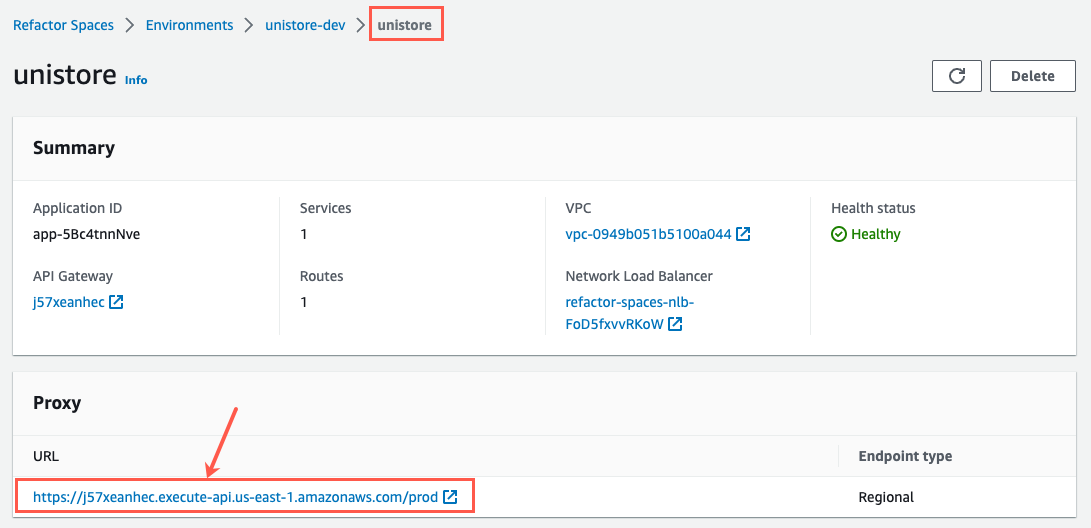 Refactor Spaces > Environments > unistore-dev > unistore
unistore Info
Delete
Summary
Application ID
app-5Bc4tnnNve
API Gateway
j57xeanhec
Services
1
Routes
1
VPC
vpc-0949b051b5100a044
Network Load Balancer
refactor-spaces-nlb-
FoD5fxvvRKoW
Health status
Healthy
Proxy
URL Endpoint type
https://j57xeanhec.execute-api.us-east-1.amazonaws.com/prod Regional